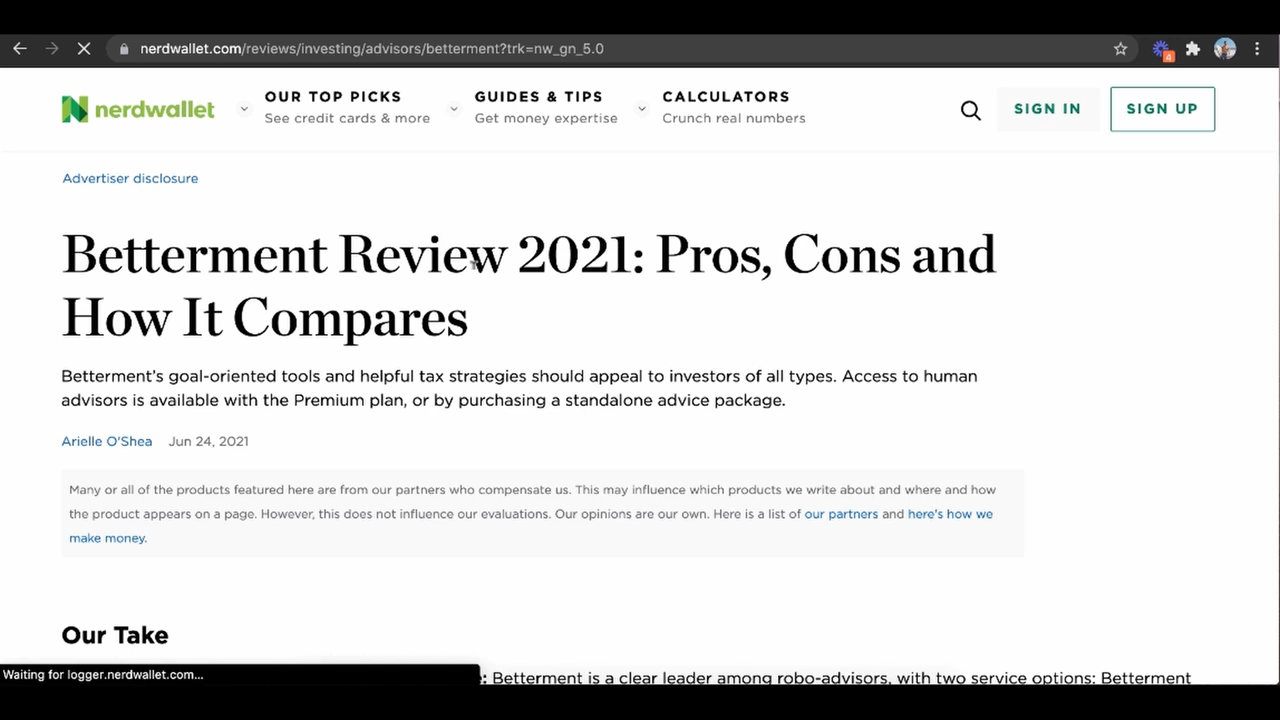 nerdwallet.com/reviews/investing/advisors/betterment?trk=nw_gn_5.0
4
nerdwallet
OUR TOP PICKS
See credit cards & more
GUIDES & TIPS
Get money expertise
CALCULATORS
Crunch real numbers
SIGN IN
SIGN UP
Advertiser disclosure
Betterment Review 2021: Pros, Cons and
How It Compares
Betterment's goal-oriented tools and helpful tax strategies should appeal to investors of all types. Access to human
advisors is available with the Premium plan, or by purchasing a standalone advice package.
Arielle O'Shea Jun 24, 2021
Many or all of the products featured here are from our partners who compensate us. This may influence which products we write about and where and how
the product appears on a page. However, this does not influence our evaluations. Our opinions are our own. Here is a list of our partners and here's how we
make money.
Our Take
: Betterment is a clear leader among robo-advisors, with two service options: Betterment
Waiting for logger.nerdwallet.com...